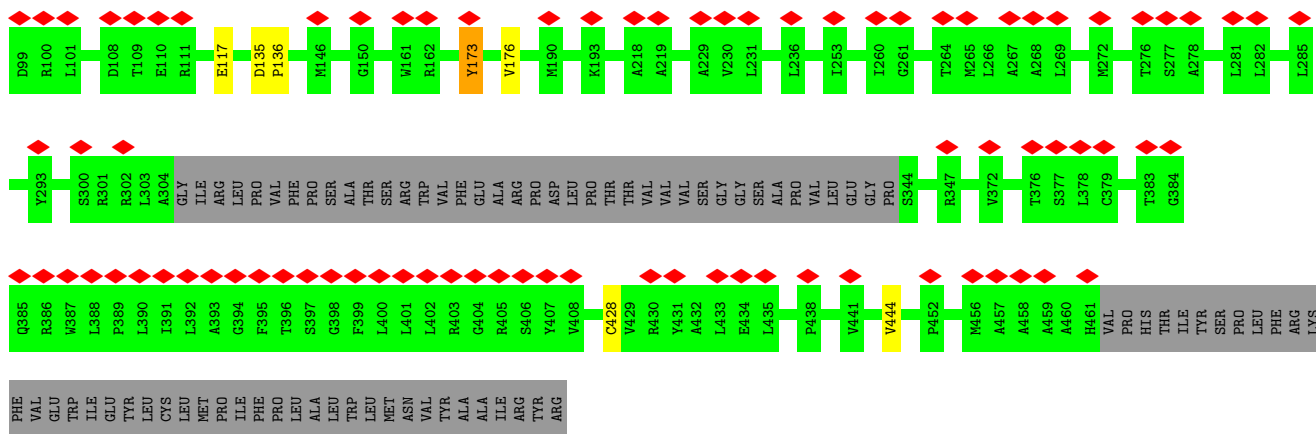 D99 R100 L101 D108 T109 E110 R111 E117 D135 P136 M146 G150 W161 R162 Y173 V176 M190 K193 A218 A219 A229 V230 L231 L236 I253 I260 G261 T264 M265 L266 A267 A268 L269 M272 T276 S277 A278 L281 L282 L285
Y293 S300 R301 R302 L303 A304 GLY ILE ARG LEU PRO VAL PHE PRO SER ALA THR SER ARG TRP VAL PHE GLU ALA ARG PRO ASP LEU PRO THR THR VAL VAL VAL SER GLY GLY SER ALA PRO VAL LEU GLU GLY PRO S344 R347 V372 T376 S377 L378 C379 T383 G384
Q385 R386 W387 L388 P389 L390 I391 L392 A393 G394 F395 T396 S397 G398 F399 L400 L401 L402 R403 G404 R405 S406 Y407 V408 C428 V429 R430 Y431 A432 L433 E434 L435 P438 V441 V444 P452 M456 A457 A458 A459 A460 H461 VAL PRO HIS THR ILE TYR SER PRO LEU PHE ARG LYS
PHE VAL GLU TRP ILE GLU TYR LEU CYS LEU MET PRO ILE PHE PRO LEU ALA LEU TRP LEU MET ASN VAL TYR ALA ALA ILE ARG TYR ARG